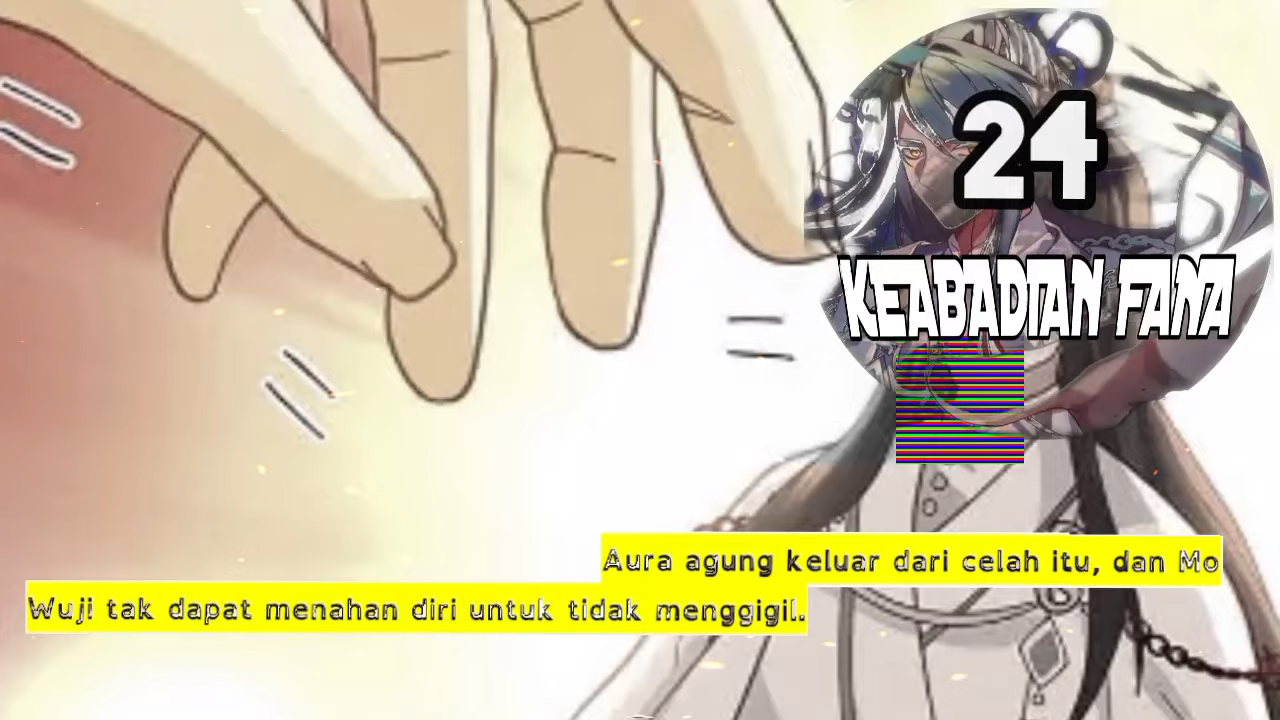 24
KEABADIAN FANA
Aura agung keluar dari celah itu, dan Mo
Wuji tak dapat menahan diri untuk tidak menggigil.